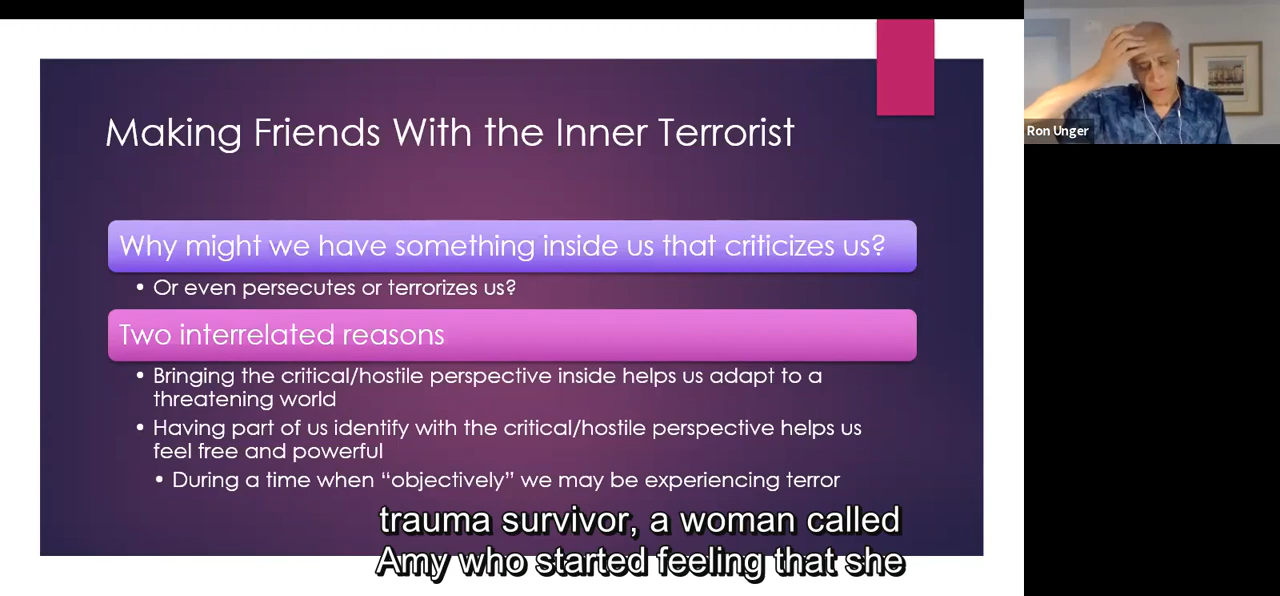 Making Friends With the Inner Terrorist
Ron Unger
Why might we have something inside us that criticizes us?
• Or even persecutes or terrorizes us?
Two interrelated reasons
• Bringing the critical/hostile perspective inside helps us adapt to a
threatening world
• Having part of us identify with the critical/hostile perspective helps us
feel free and powerful
• During a time when “objectively” we may be experiencing terror
trauma survivor, a woman called
Amy who started feeling that she